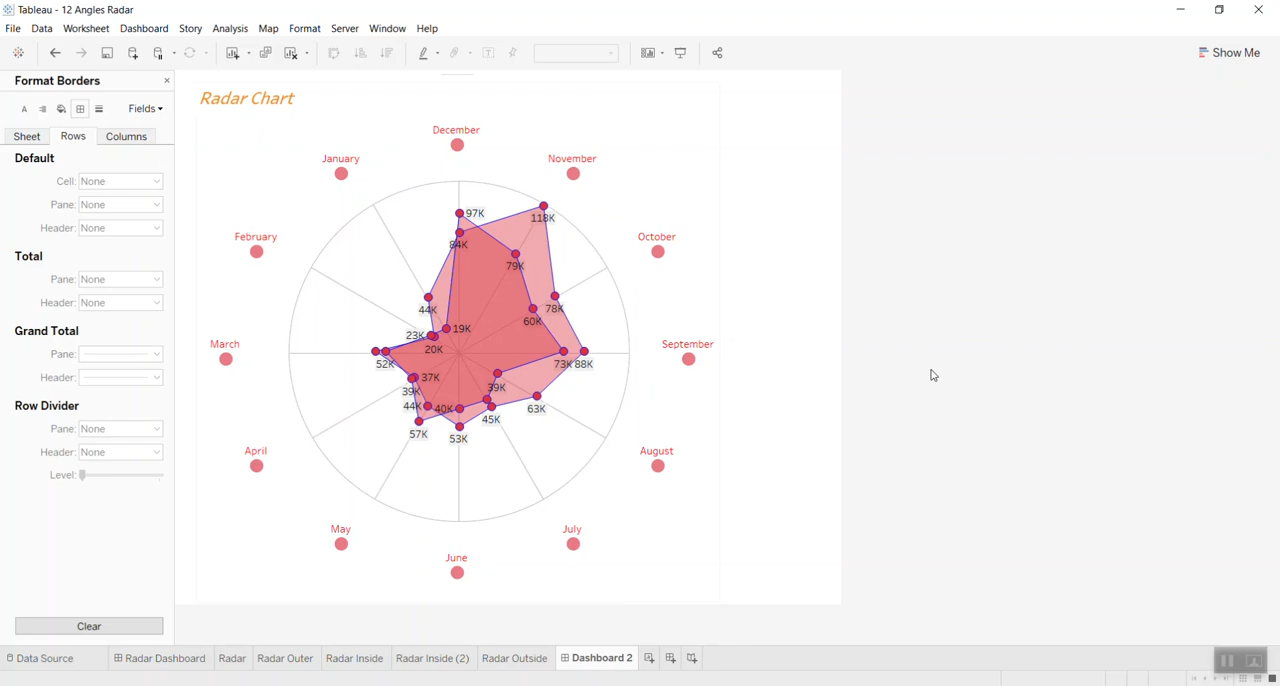 Tableau - 12 Angles Radar
File Data Worksheet Dashboard Story Analysis Map Format Server Window Help
Show Me
Format Borders
Fields
Sheet Rows Columns
Default
Cell: None
Pane: None
Header: None
Total
Pane: None
Header: None
Grand Total
Pane:
Header:
Row Divider
Pane: None
Header: None
Level:
Clear
Radar Chart
December
January
November
February
October
March
September
April
August
May
July
June
97K
118K
84K
79K
44K
78K
60K
19K
23K
20K
52K
73K
88K
37K
39K
39K
44K
40K
63K
45K
57K
53K
Data Source Radar Dashboard Radar Radar Outer Radar Inside Radar Inside (2) Radar Outside Dashboard 2